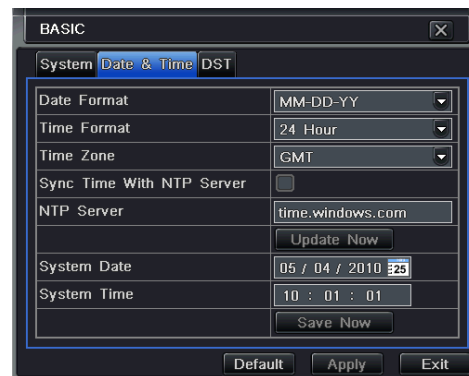 BASIC
System Date & Time DST
Date Format MM-DD-YY
Time Format 24 Hour
Time Zone GMT
Sync Time With NTP Server
NTP Server time.windows.com
Update Now
System Date 05 / 04 / 2010 25
System Time 10 : 01 : 01
Save Now
Default Apply Exit